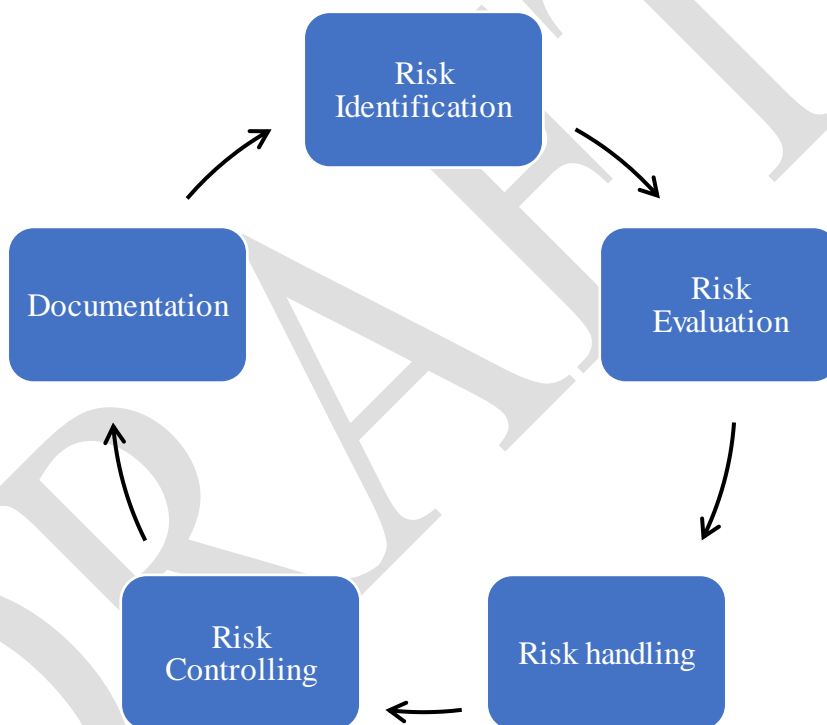 Risk
Identification
Risk
Evaluation
Risk handling
Risk
Controlling
Documentation
DRAFT